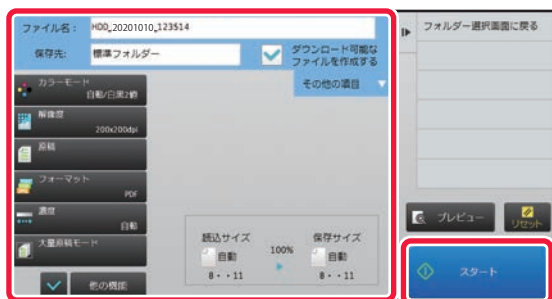 ファイル名： HDD_20201010_123514
保存先： 標準フォルダー
ダウンロード可能な
ファイルを作成する
その他の項目
カラーモード
自動/白黒2値
解像度
200x200dpi
原稿
フォーマット
PDF
濃度
自動
大量原稿モード
他の機能
読込サイズ
自動
8・・11
100%
保存サイズ
自動
8・・11
フォルダー選択画面に戻る
プレビュー
リセット
スタート